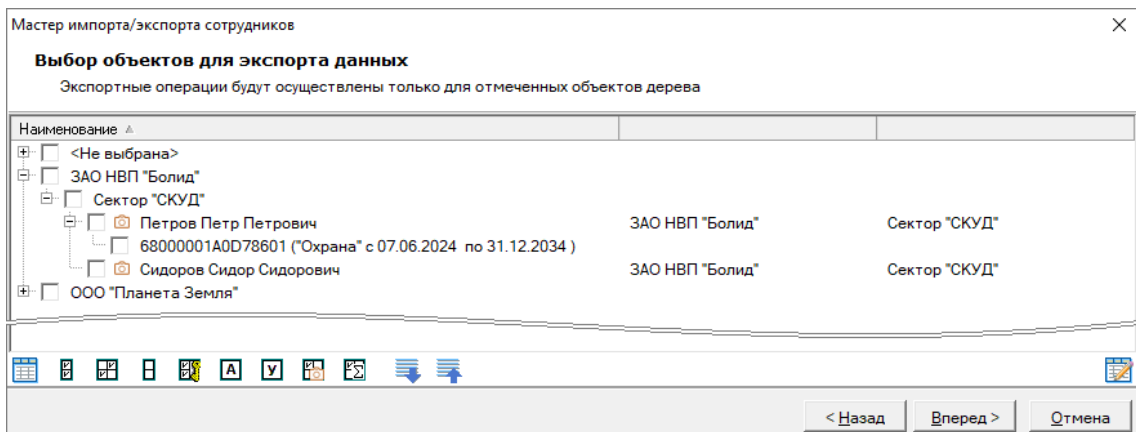 Мастер импорта/экспорта сотрудников
Выбор объектов для экспорта данных
Экспортные операции будут осуществлены только для отмеченных объектов дерева
Наименование
<Не выбрана>
ЗАО НВП "Болид"
Сектор "СКУД"
Петров Петр Петрович ЗАО НВП "Болид" Сектор "СКУД"
68000001A0D78601 ("Охрана" с 07.06.2024 по 31.12.2034 )
Сидоров Сидор Сидорович ЗАО НВП "Болид" Сектор "СКУД"
ООО "Планета Земля"
А У
< Назад Вперед > Отмена